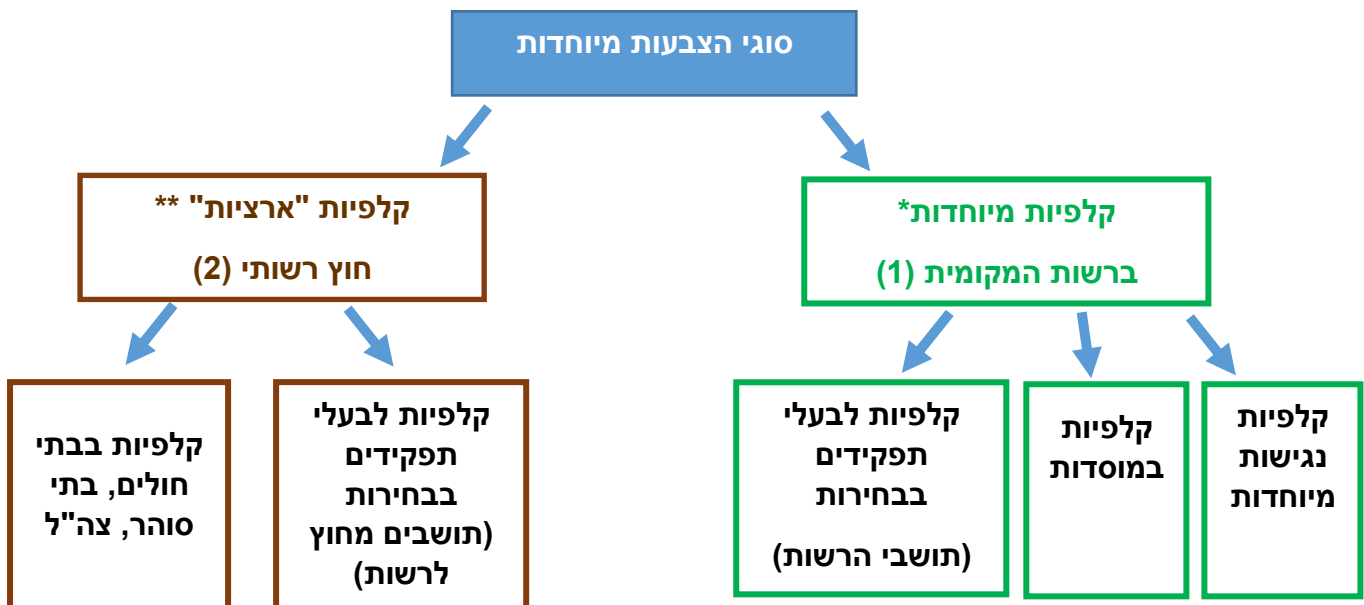 סוגי הצבעות מיוחדות
קלפיות מיוחדות*
ברשות המקומית (1)
קלפיות "ארציות" **
חוץ רשותי (2)
קלפיות
נגישות
מיוחדות
קלפיות
במוסדות
קלפיות לבעלי
תפקידים
בבחירות
(תושבי הרשות)
קלפיות לבעלי
תפקידים
בבחירות
(תושבים מחוץ
לרשות)
קלפיות בבתי
חולים, בתי
סוהר, צה"ל